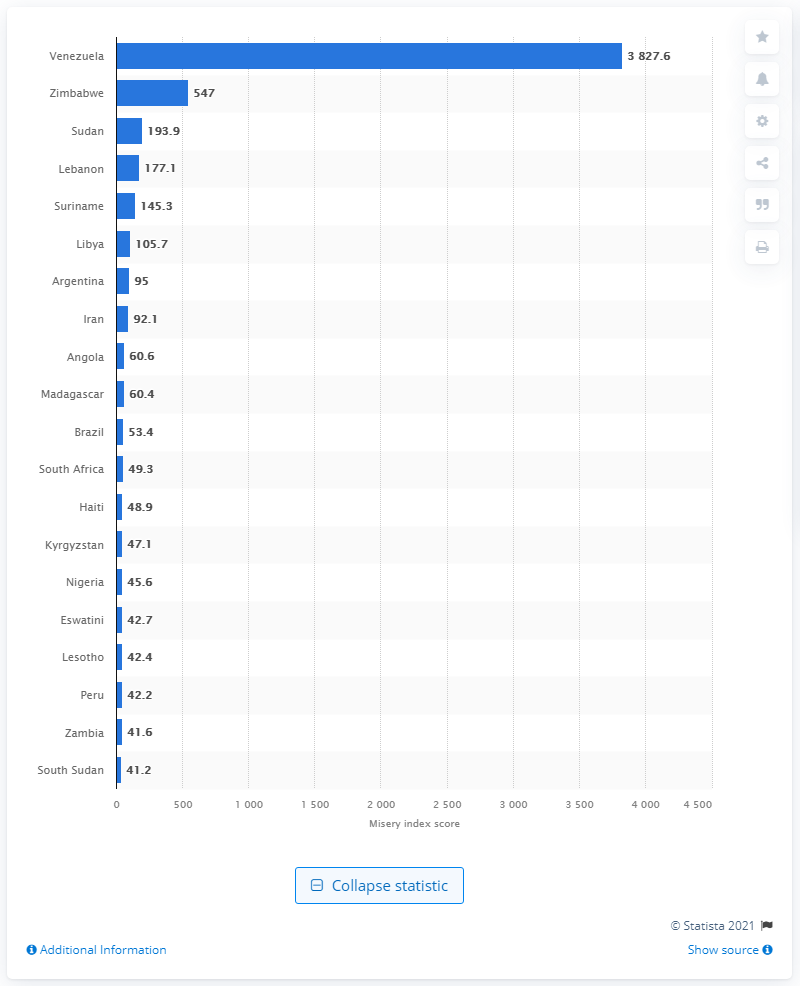 Venezuela 3 827.6
Zimbabwe 547
Sudan 193.9
Lebanon 177.1
Suriname 145.3
Libya 105.7
Argentina 95
Iran 92.1
Angola 60.6
Madagascar 60.4
Brazil 53.4
South Africa 49.3
Haiti 48.9
Kyrgyzstan 47.1
Nigeria 45.6
Eswatini 42.7
Lesotho 42.4
Peru 42.2
Zambia 41.6
South Sudan 41.2
0 500 1 000 1 500 2 000 2 500 3 000 3 500 4 000 4 500
Misery index score
Collapse statistic
© Statista 2021
Additional Information Show source